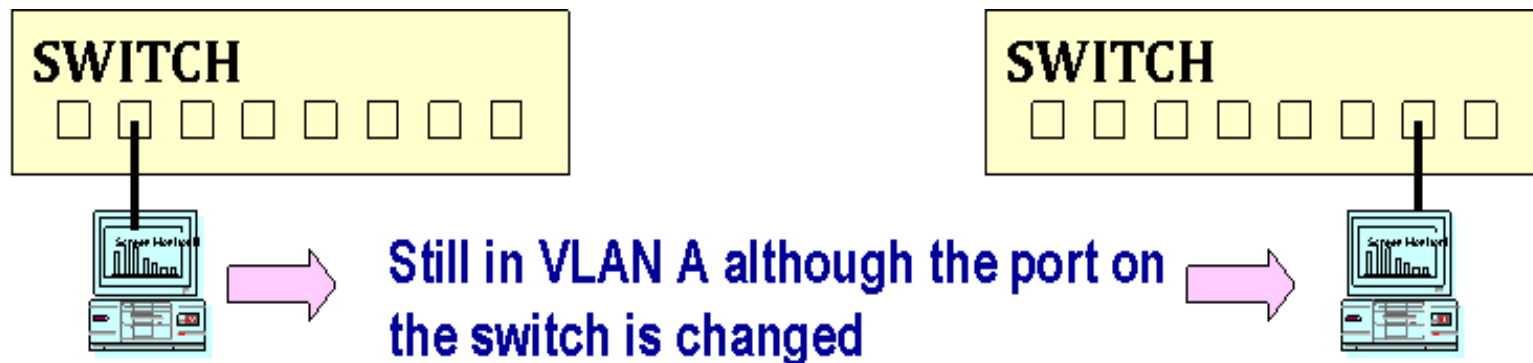 SWITCH
SWITCH
Still in VLAN A although the port on
the switch is changed